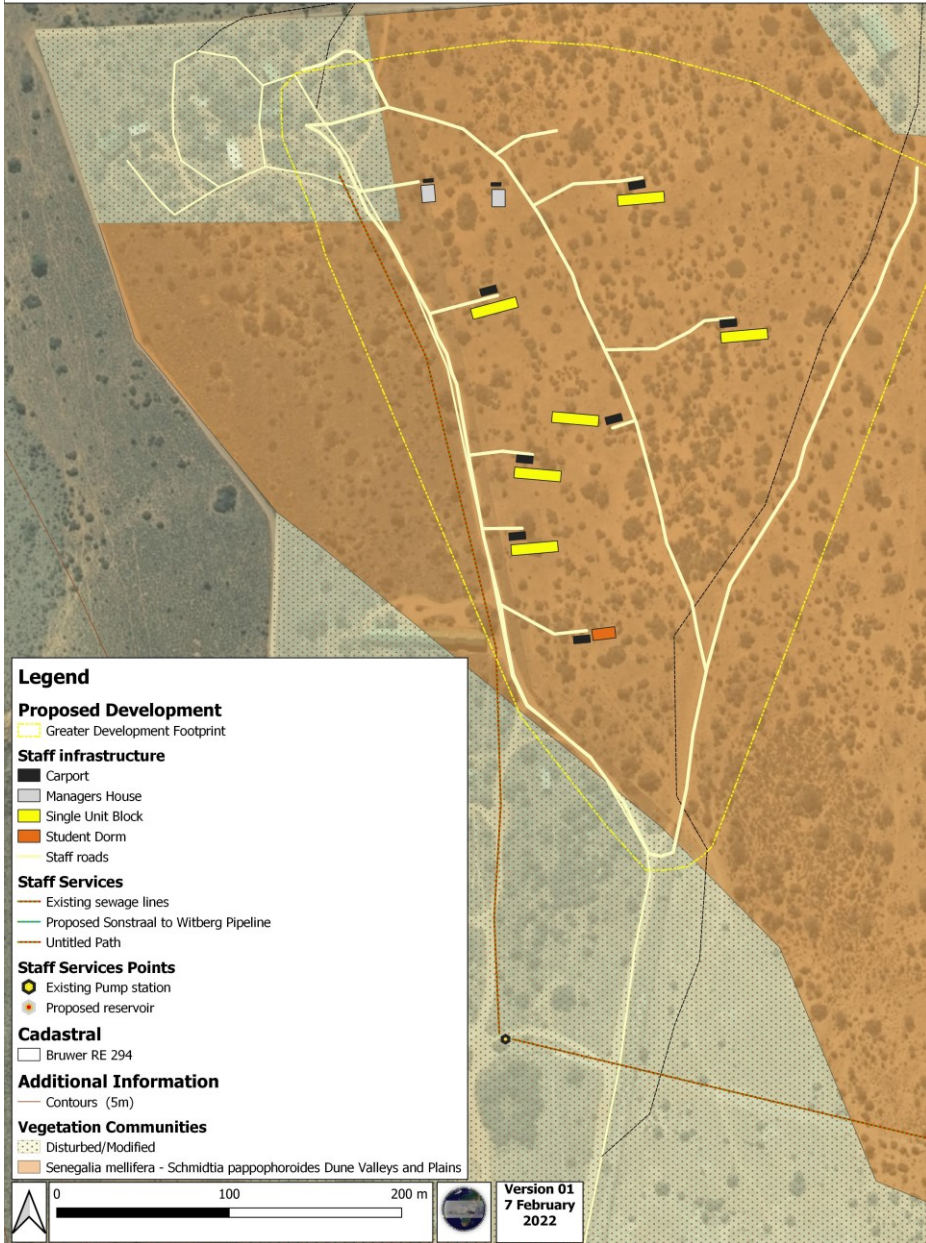 Legend
Proposed Development
Greater Development Footprint
Staff infrastructure
Carport
Managers House
Single Unit Block
Student Dorm
Staff roads
Staff Services
Existing sewage lines
Proposed Sonstraal to Witberg Pipeline
Untitled Path
Staff Services Points
Existing Pump station
Proposed reservoir
Cadastral
Bruwer RE 294
Additional Information
Contours (5m)
Vegetation Communities
Disturbed/Modified
Senegalia mellifera - Schmidtia pappophoroides Dune Valleys and Plains
0 100 200 m
Version 01
7 February
2022